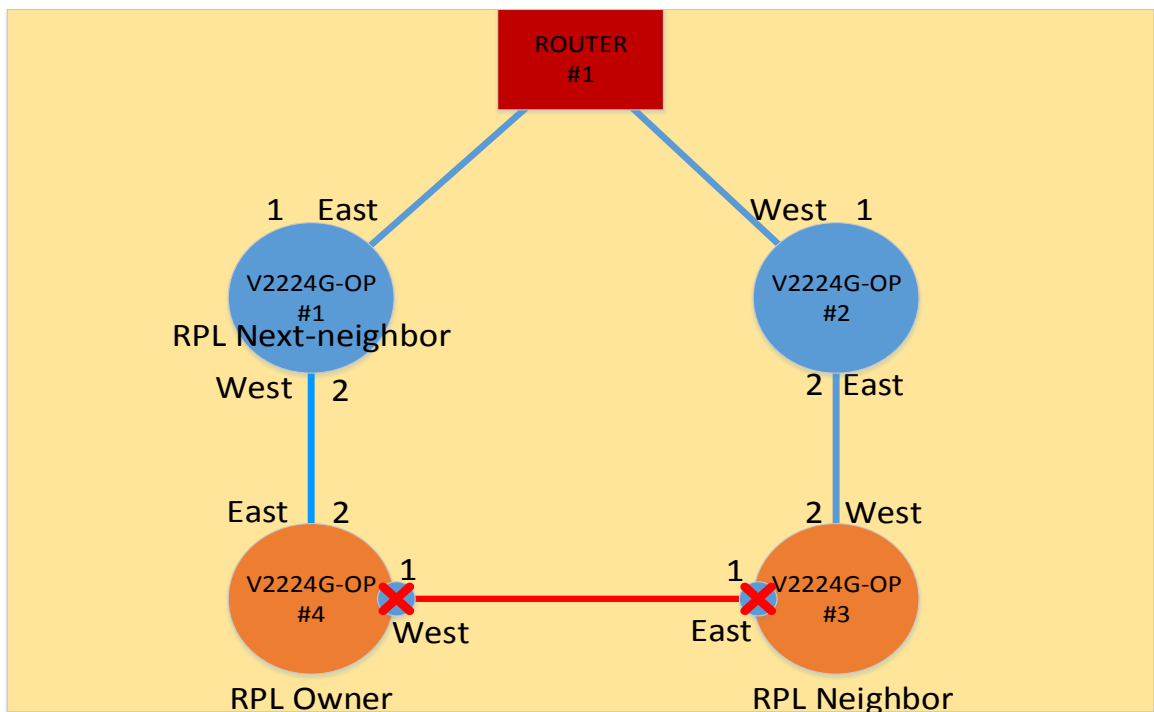 ROUTER
#1
1 East
West 1
V2224G-OP
#1
RPL Next-neighbor
V2224G-OP
#2
West 2
2 East
East 2
2 West
V2224G-OP
#4
1
West
1
East
V2224G-OP
#3
RPL Owner
RPL Neighbor